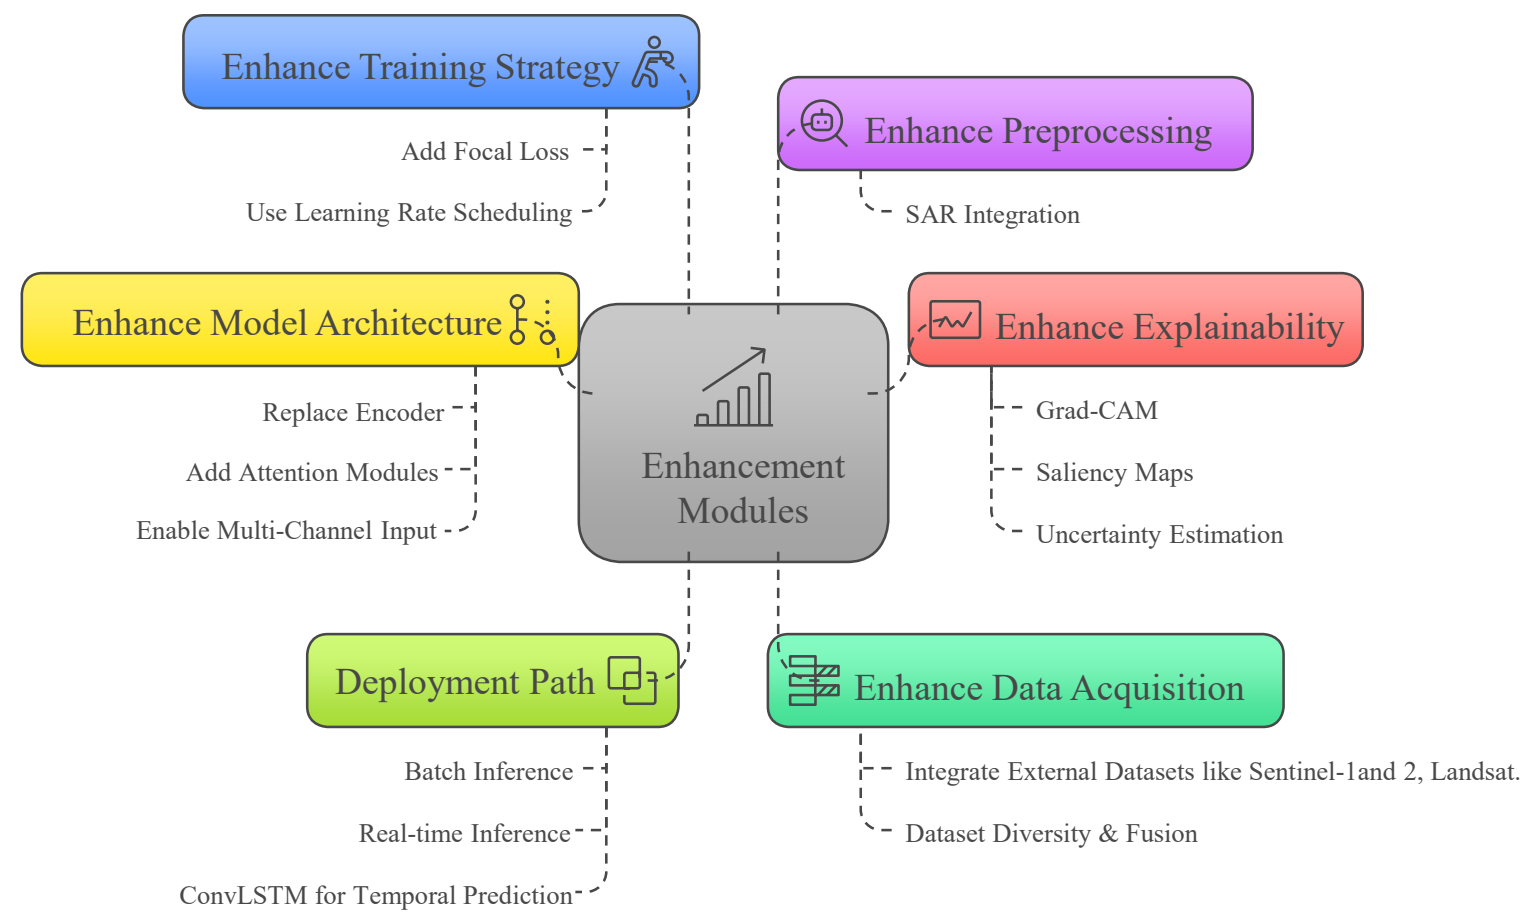 Enhance Training Strategy
Add Focal Loss
Use Learning Rate Scheduling
Enhance Preprocessing
SAR Integration
Enhance Model Architecture
Replace Encoder
Add Attention Modules
Enable Multi-Channel Input
Enhancement
Modules
Enhance Explainability
Grad-CAM
Saliency Maps
Uncertainty Estimation
Deployment Path
Batch Inference
Real-time Inference
ConvLSTM for Temporal Prediction
Enhance Data Acquisition
Integrate External Datasets like Sentinel-1and 2, Landsat.
Dataset Diversity & Fusion